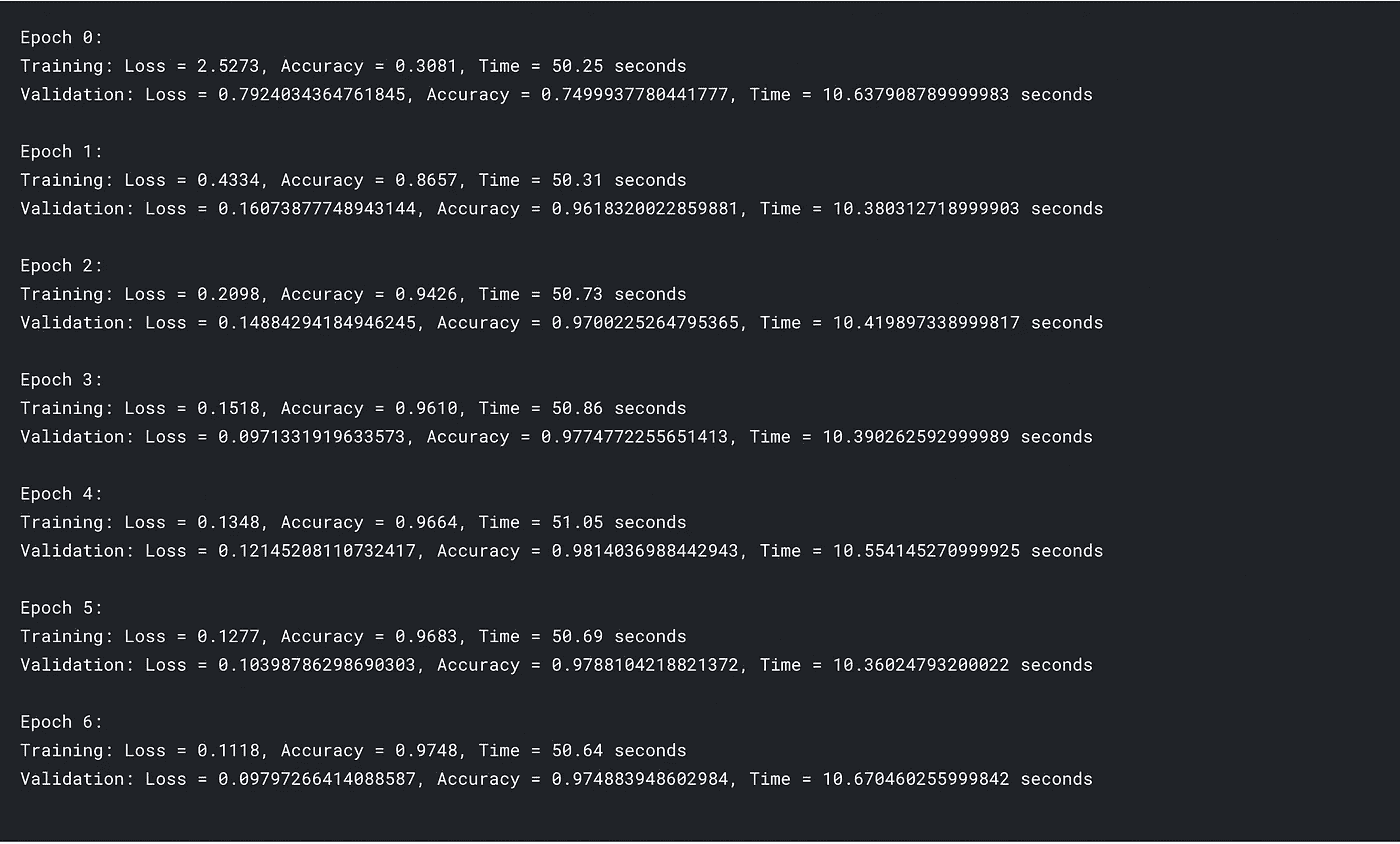 Epoch 0:
Training: Loss = 2.5273, Accuracy = 0.3081, Time = 50.25 seconds
Validation: Loss = 0.7924034364761845, Accuracy = 0.7499937780441777, Time = 10.637908789999983 seconds
Epoch 1:
Training: Loss = 0.4334, Accuracy = 0.8657, Time = 50.31 seconds
Validation: Loss = 0.16073877748943144, Accuracy = 0.9618320022859881, Time = 10.380312718999903 seconds
Epoch 2:
Training: Loss = 0.2098, Accuracy = 0.9426, Time = 50.73 seconds
Validation: Loss = 0.14884294184946245, Accuracy = 0.9700225264795365, Time = 10.419897338999817 seconds
Epoch 3:
Training: Loss = 0.1518, Accuracy = 0.9610, Time = 50.86 seconds
Validation: Loss = 0.0971331919633573, Accuracy = 0.9774772255651413, Time = 10.390262592999989 seconds
Epoch 4:
Training: Loss = 0.1348, Accuracy = 0.9664, Time = 51.05 seconds
Validation: Loss = 0.12145208110732417, Accuracy = 0.9814036988442943, Time = 10.554145270999925 seconds
Epoch 5:
Training: Loss = 0.1277, Accuracy = 0.9683, Time = 50.69 seconds
Validation: Loss = 0.10398786298690303, Accuracy = 0.9788104218821372, Time = 10.36024793200022 seconds
Epoch 6:
Training: Loss = 0.1118, Accuracy = 0.9748, Time = 50.64 seconds
Validation: Loss = 0.09797266414088587, Accuracy = 0.974883948602984, Time = 10.670460255999842 seconds